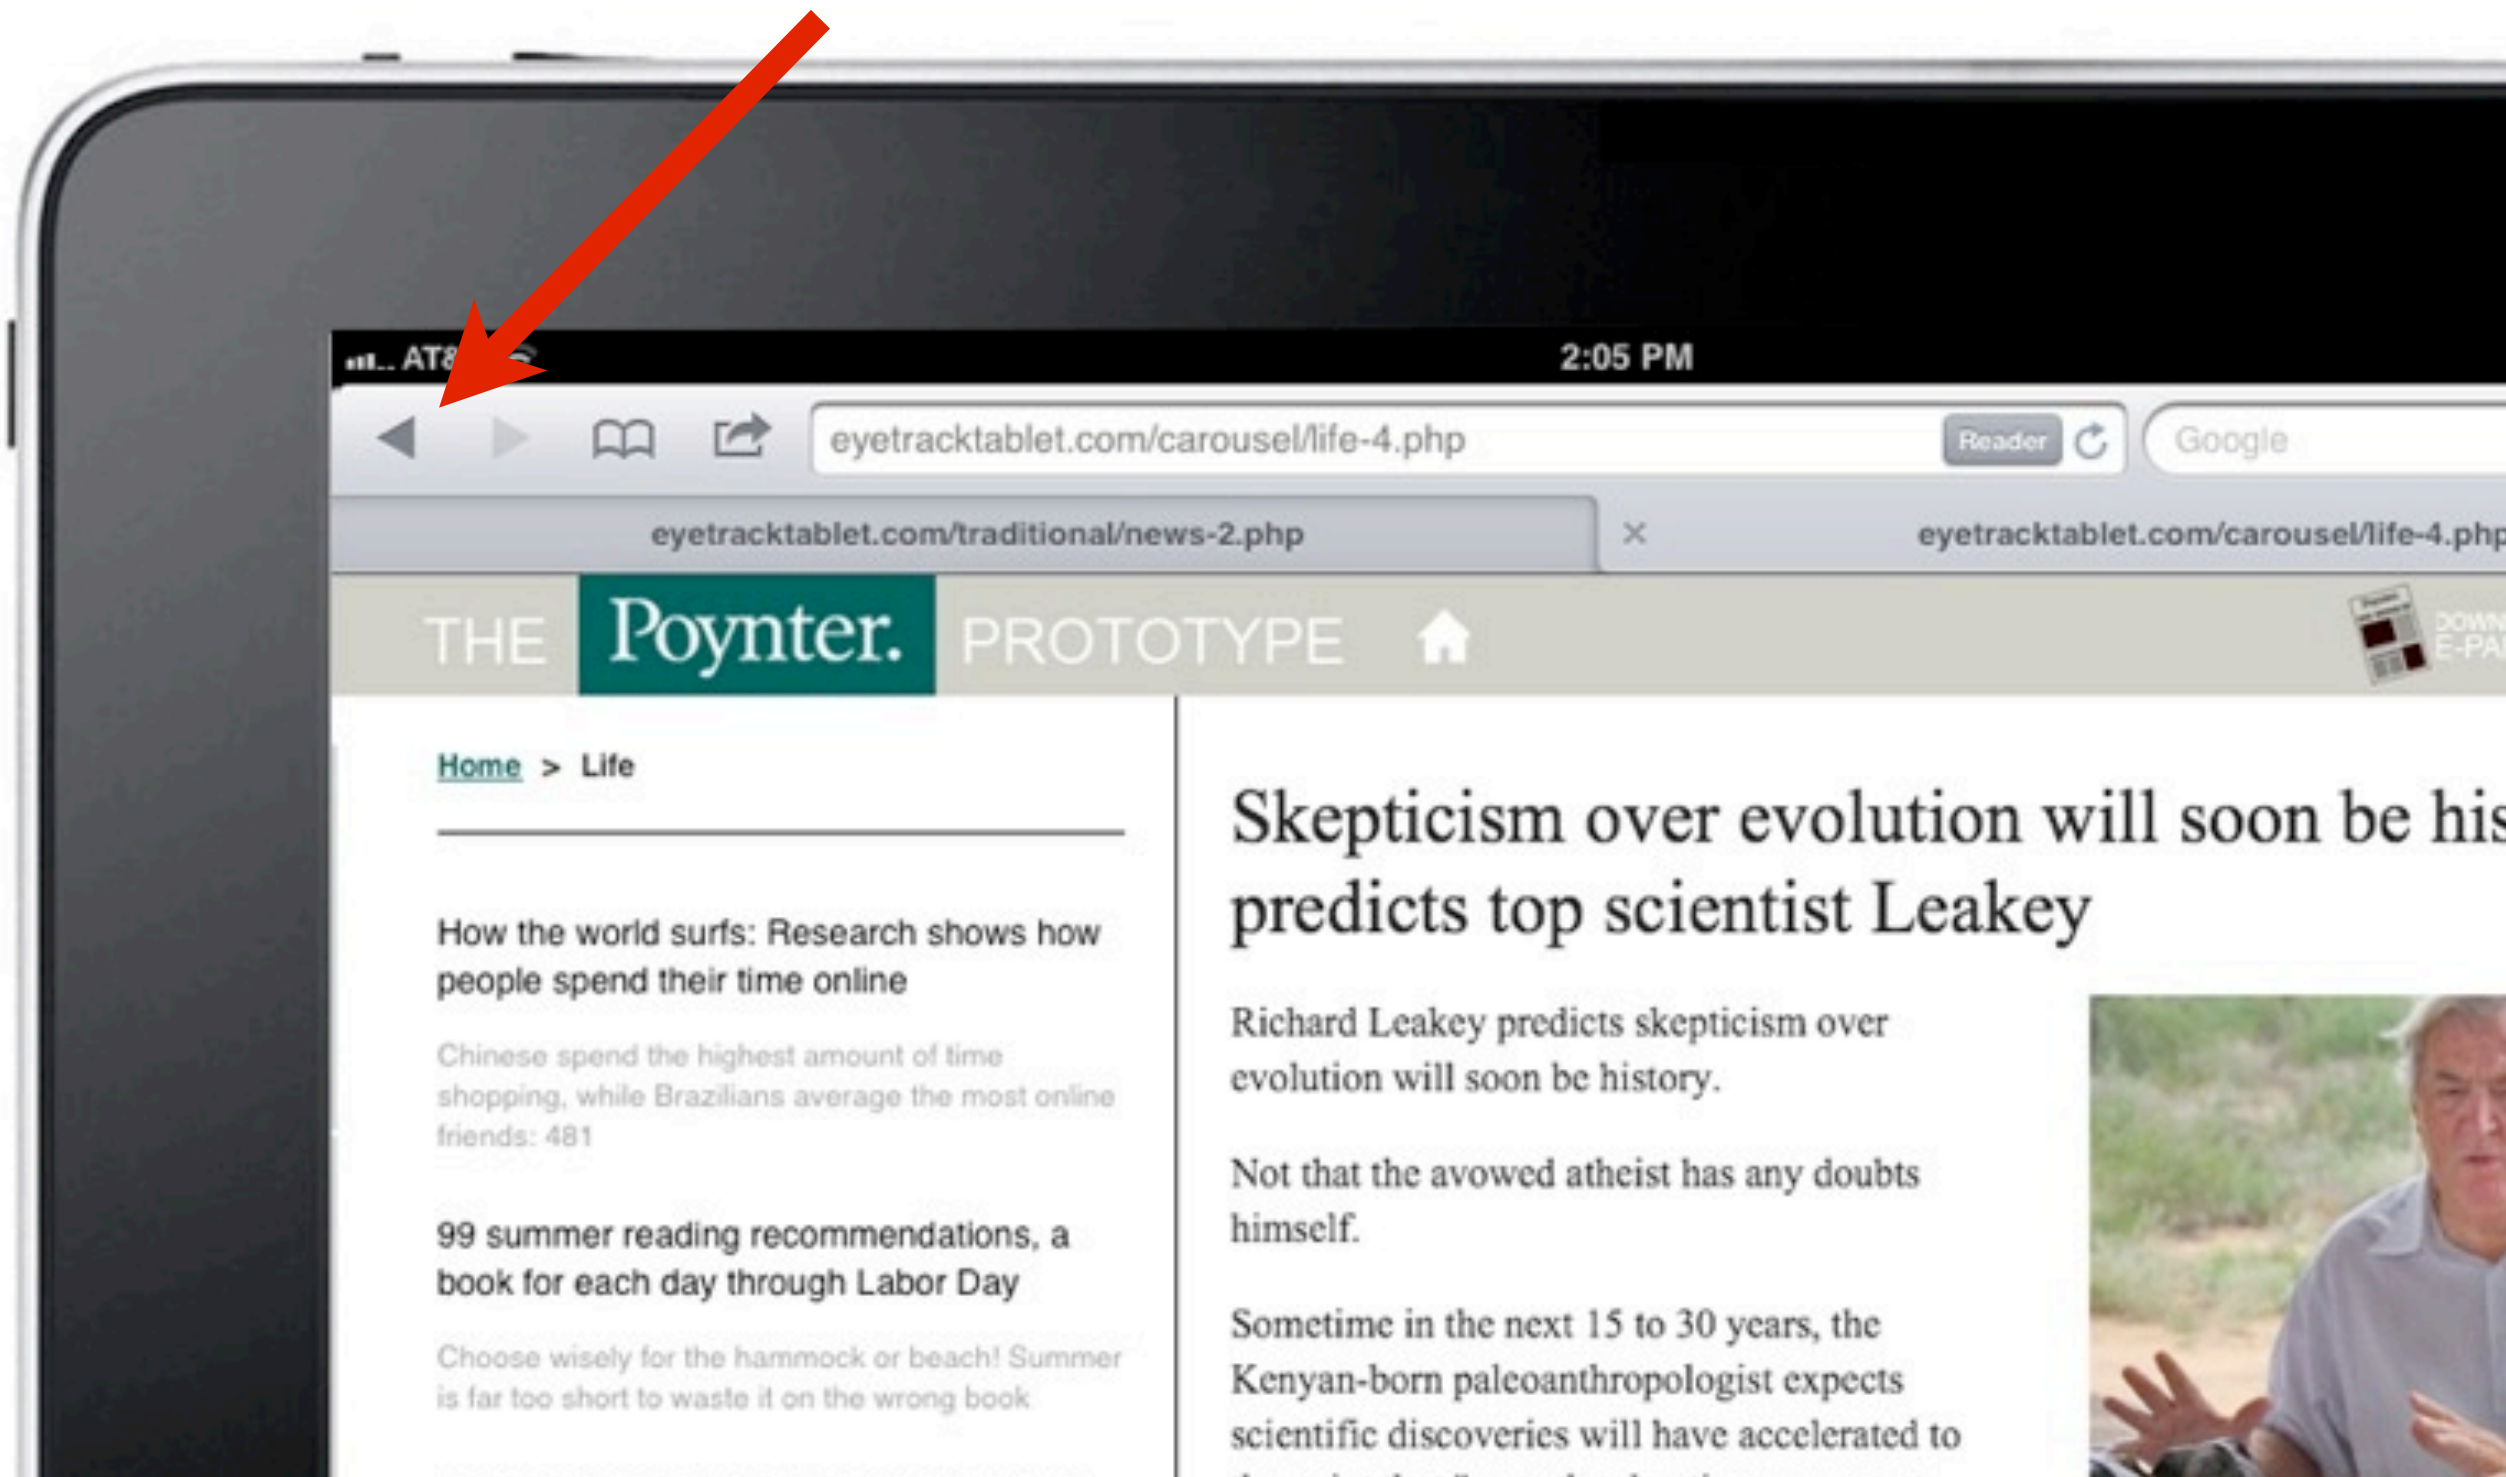 AT&
2:05 PM
eyetracktablet.com/carousel/life-4.php
Reader
Google
eyetracktablet.com/traditional/news-2.php
eyetracktablet.com/carousel/life-4.php
THE Poynter. PROTOTYPE
DOWN
E-PA
Home > Life
How the world surfs: Research shows how
people spend their time online
Chinese spend the highest amount of time
shopping, while Brazilians average the most online
friends: 481
99 summer reading recommendations, a
book for each day through Labor Day
Choose wisely for the hammock or beach! Summer
is far too short to waste it on the wrong book
Skepticism over evolution will soon be his
predicts top scientist Leakey
Richard Leakey predicts skepticism over
evolution will soon be history.
Not that the avowed atheist has any doubts
himself.
Sometime in the next 15 to 30 years, the
Kenyan-born paleoanthropologist expects
scientific discoveries will have accelerated to